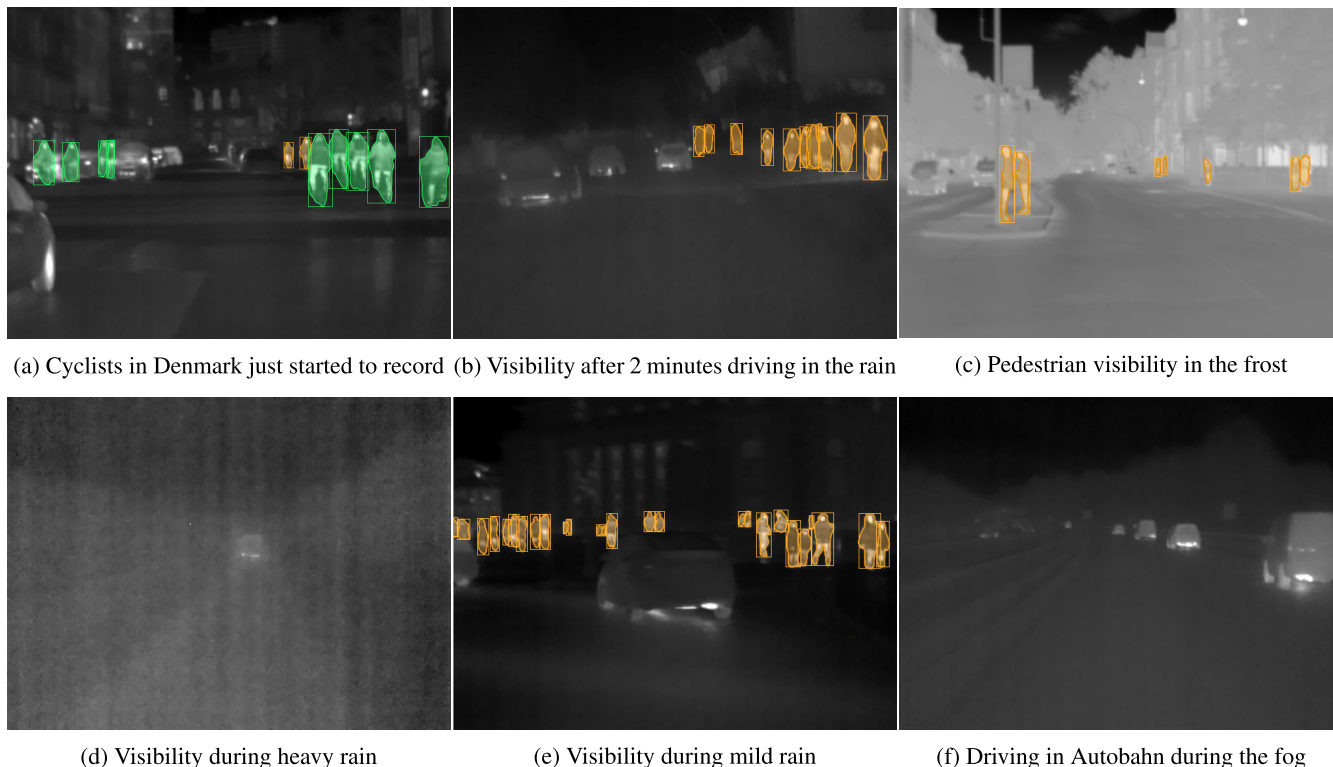 (a) Cyclists in Denmark just started to record
(b) Visibility after 2 minutes driving in the rain
(c) Pedestrian visibility in the frost
(d) Visibility during heavy rain
(e) Visibility during mild rain
(f) Driving in Autobahn during the fog